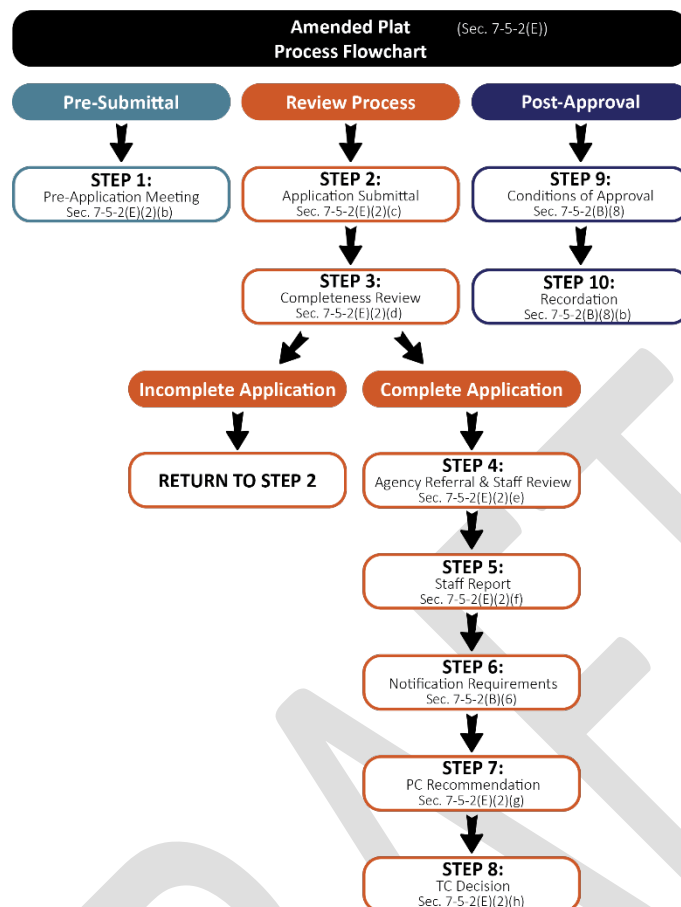 Amended Plat (Sec. 7-5-2(E))
Process Flowchart
Pre-Submittal
Review Process
Post-Approval
STEP 1:
Pre-Application Meeting
Sec. 7-5-2(E)(2)(b)
STEP 2:
Application Submittal
Sec. 7-5-2(E)(2)(c)
STEP 9:
Conditions of Approval
Sec. 7-5-2(B)(8)
STEP 3:
Completeness Review
Sec. 7-5-2(E)(2)(d)
STEP 10:
Recordation
Sec. 7-5-2(B)(8)(b)
Incomplete Application
Complete Application
RETURN TO STEP 2
STEP 4:
Agency Referral & Staff Review
Sec. 7-5-2(E)(2)(e)
STEP 5:
Staff Report
Sec. 7-5-2(E)(2)(f)
STEP 6:
Notification Requirements
Sec. 7-5-2(B)(6)
STEP 7:
PC Recommendation
Sec. 7-5-2(E)(2)(g)
STEP 8:
TC Decision
Sec. 7-5-2(E)(2)(h)
DRAFT